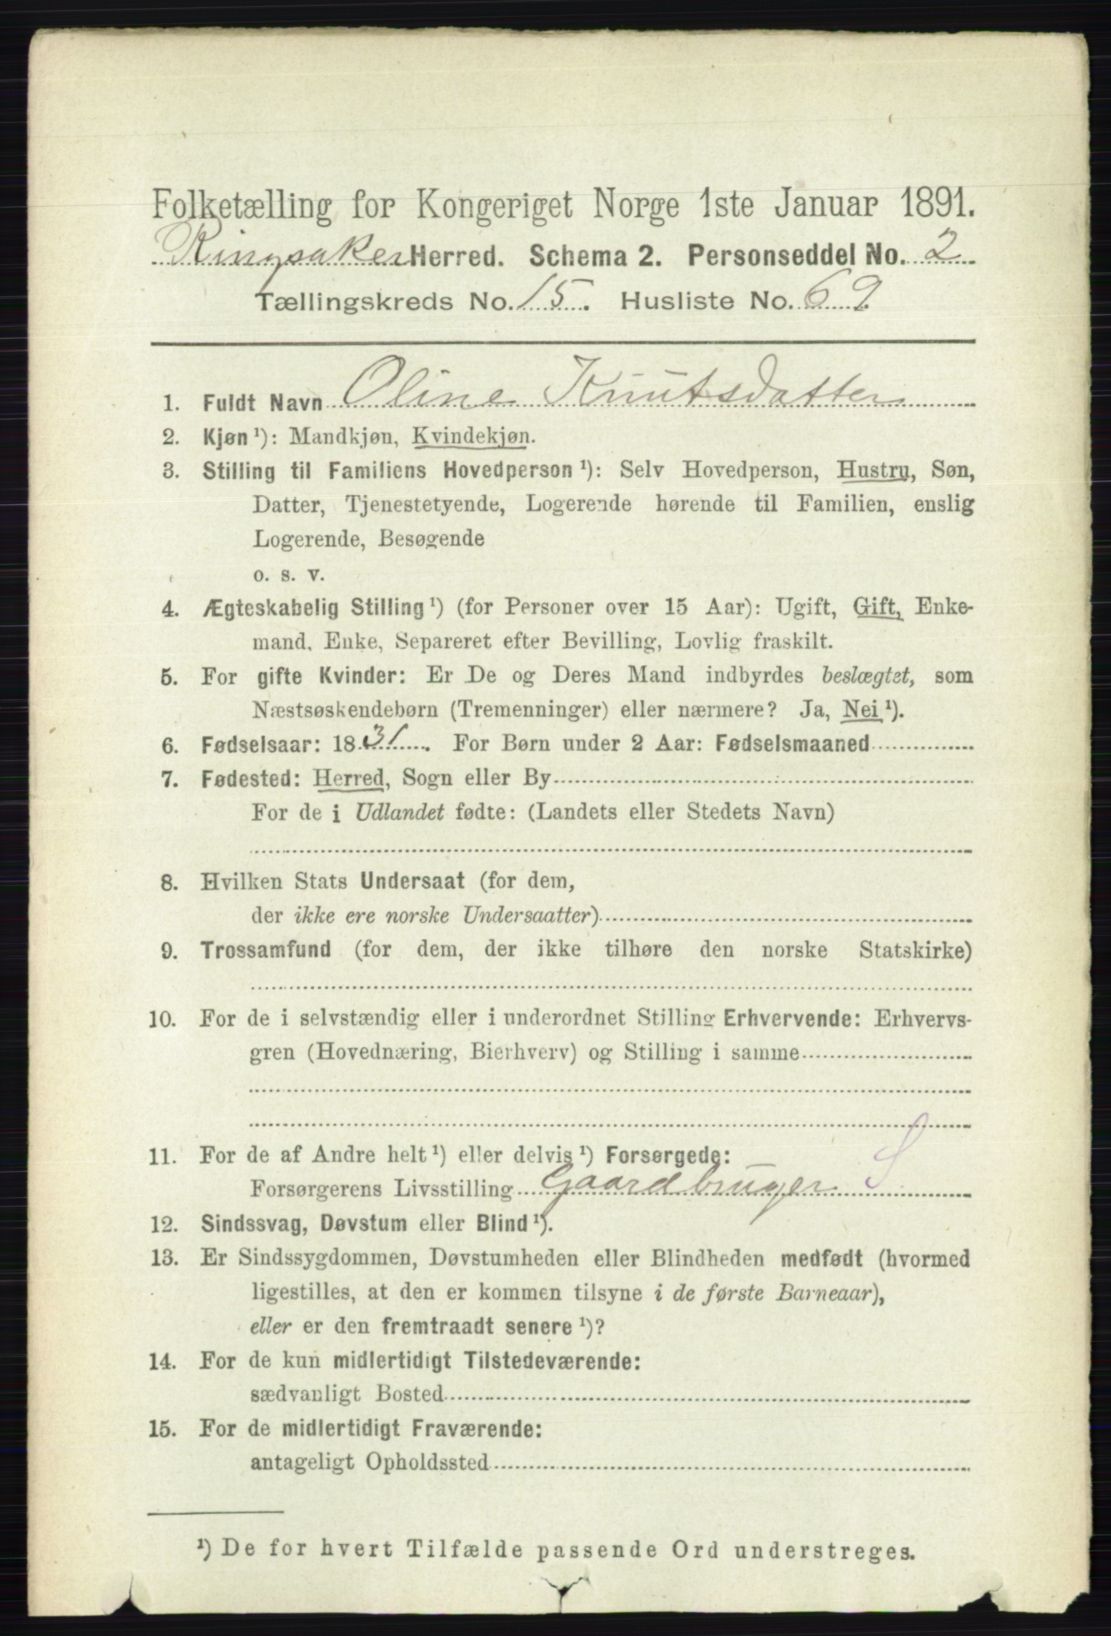 Folketælling for Kongeriget Norge 1ste Januar 1891.
Ringsaker Herred. Schema 2. Personseddel No. 2
Tællingskreds No. 15. Husliste No. 69.
1. Fuldt Navn Oline Knutsdatter
2. Kjøn ¹): Mandkjøn, Kvindekjøn.
3. Stilling til Familiens Hovedperson ¹): Selv Hovedperson, Hustru, Søn,
Datter, Tjenestetyende, Logerende hørende til Familien, enslig
Logerende, Besøgende
o. s. v.
4. Ægteskabelig Stilling ¹) (for Personer over 15 Aar): Ugift, Gift, Enke-
mand, Enke, Separeret efter Bevilling, Lovlig fraskilt.
5. For gifte Kvinder: Er De og Deres Mand indbyrdes beslægtet, som
Næstsøskendebørn (Tremenninger) eller nærmere? Ja, Nei ¹).
6. Fødselsaar: 1831. For Børn under 2 Aar: Fødselsmaaned
7. Fødested: Herred, Sogn eller By
For de i Udlandet fødte: (Landets eller Stedets Navn)
8. Hvilken Stats Undersaat (for dem,
der ikke ere norske Undersaatter)
9. Trossamfund (for dem, der ikke tilhøre den norske Statskirke)
10. For de i selvstændig eller i underordnet Stilling Erhvervende: Erhvervs-
gren (Hovednæring, Bierhverv) og Stilling i samme
11. For de af Andre helt ¹) eller delvis ¹) Forsørgede: S
Forsørgerens Livsstilling Gaardbruger
12. Sindssvag, Døvstum eller Blind ¹).
13. Er Sindssygdommen, Døvstumheden eller Blindheden medfødt (hvormed
ligestilles, at den er kommen tilsyne i de første Barneaar),
eller er den fremtraadt senere ¹)?
14. For de kun midlertidigt Tilstedeværende:
sædvanligt Bosted
15. For de midlertidigt Fraværende:
antageligt Opholdssted
¹) De for hvert Tilfælde passende Ord understreges.